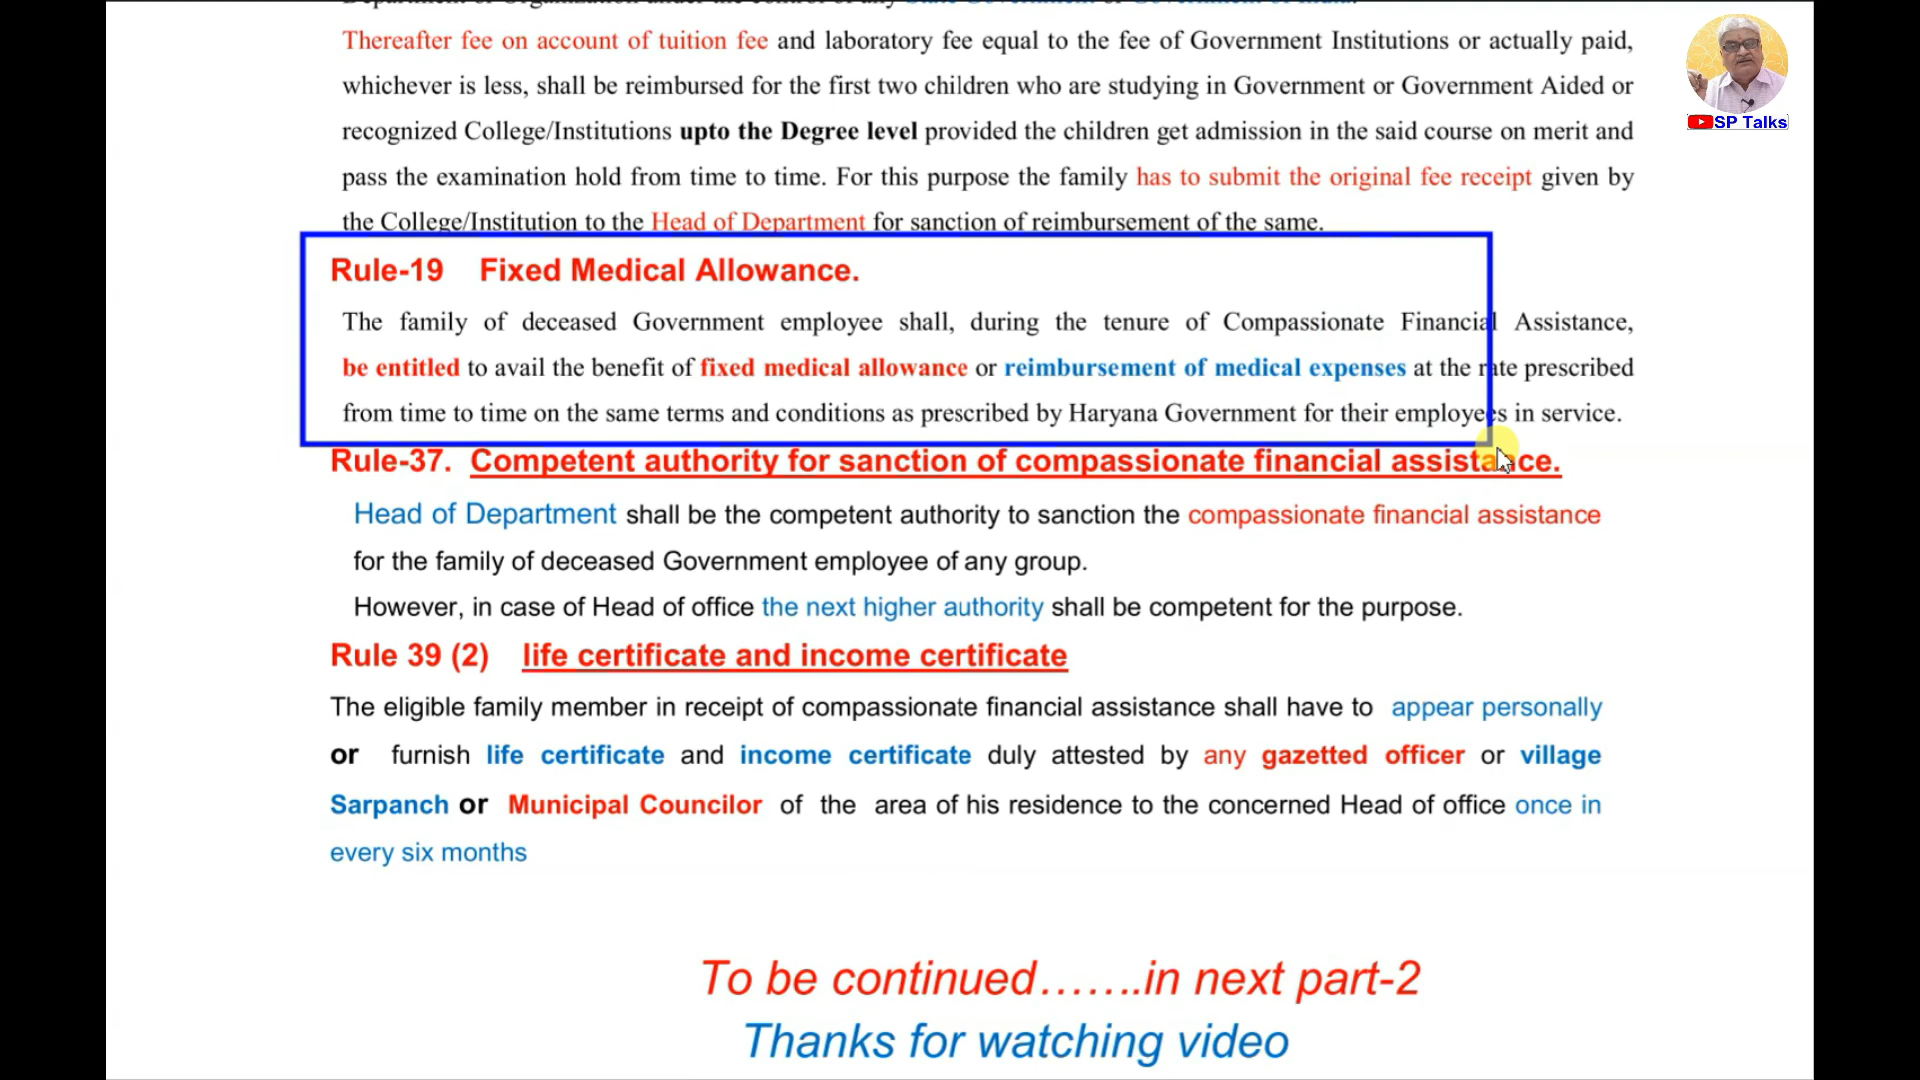 Thereafter fee on account of tuition fee and laboratory fee equal to the fee of Government Institutions or actually paid,
whichever is less, shall be reimbursed for the first two children who are studying in Government or Government Aided or
recognized College/Institutions upto the Degree level provided the children get admission in the said course on merit and
pass the examination hold from time to time. For this purpose the family has to submit the original fee receipt given by
the College/Institution to the Head of Department for sanction of reimbursement of the same.
SP Talks
Rule-19 Fixed Medical Allowance.
The family of deceased Government employee shall, during the tenure of Compassionate Financial Assistance,
be entitled to avail the benefit of fixed medical allowance or reimbursement of medical expenses at the rate prescribed
from time to time on the same terms and conditions as prescribed by Haryana Government for their employees in service.
Rule-37. Competent authority for sanction of compassionate financial assistance.
Head of Department shall be the competent authority to sanction the compassionate financial assistance
for the family of deceased Government employee of any group.
However, in case of Head of office the next higher authority shall be competent for the purpose.
Rule 39 (2) life certificate and income certificate
The eligible family member in receipt of compassionate financial assistance shall have to appear personally
or furnish life certificate and income certificate duly attested by any gazetted officer or village
Sarpanch or Municipal Councilor of the area of his residence to the concerned Head of office once in
every six months
To be continued…….in next part-2
Thanks for watching video